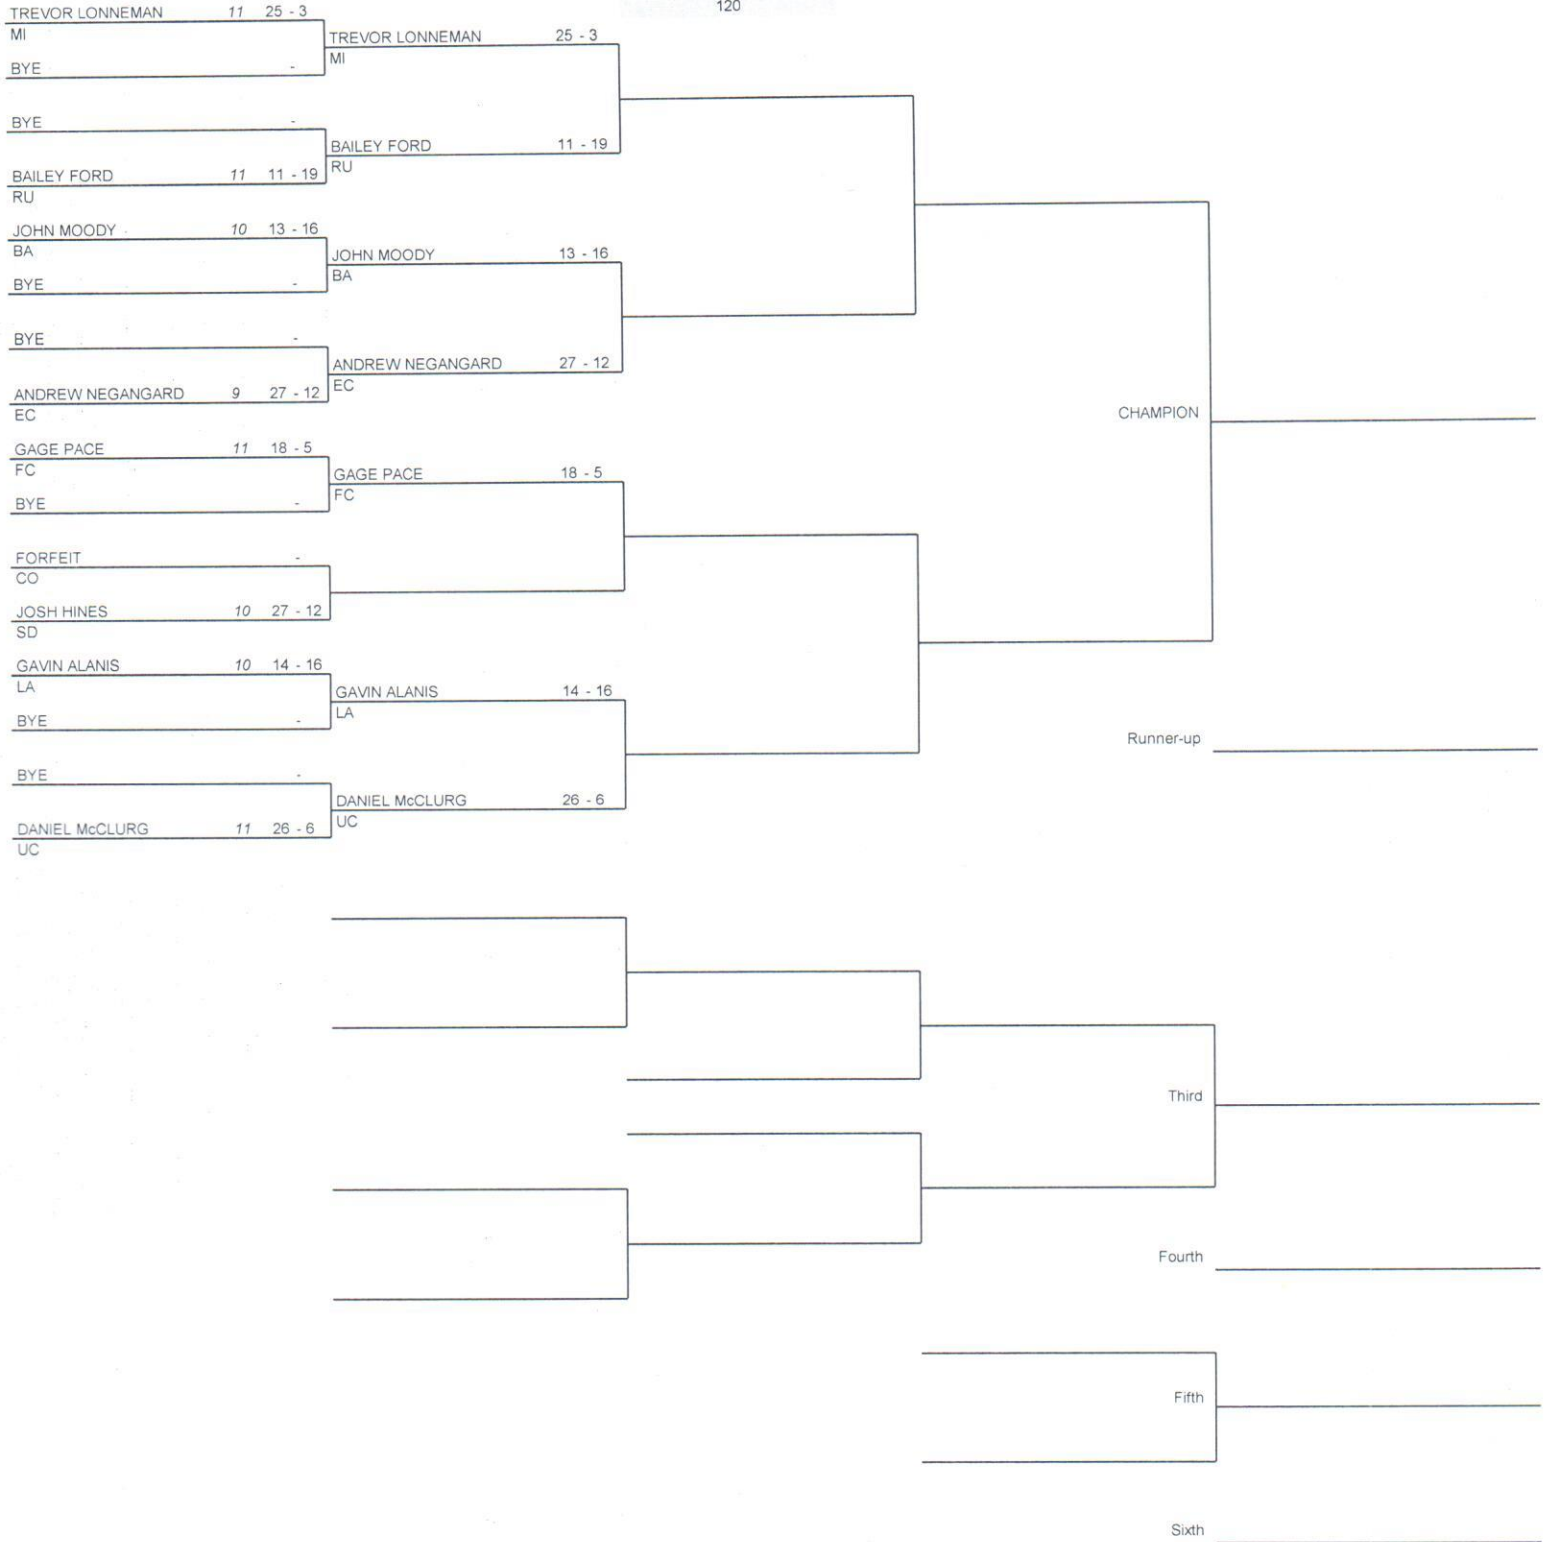 120
TREVOR LONNEMAN 11 25 - 3
MI
BYE -
BYE -
BAILEY FORD 11 11 - 19
RU
JOHN MOODY 10 13 - 16
BA
BYE -
BYE -
ANDREW NEGANGARD 9 27 - 12
EC
GAGE PACE 11 18 - 5
FC
BYE -
FORFEIT -
CO
JOSH HINES 10 27 - 12
SD
GAVIN ALANIS 10 14 - 16
LA
BYE -
BYE -
DANIEL McCLURG 11 26 - 6
UC
TREVOR LONNEMAN 25 - 3
MI
BAILEY FORD 11 - 19
RU
JOHN MOODY 13 - 16
BA
ANDREW NEGANGARD 27 - 12
EC
GAGE PACE 18 - 5
FC
GAVIN ALANIS 14 - 16
LA
DANIEL McCLURG 26 - 6
UC
CHAMPION
Runner-up
Third
Fourth
Fifth
Sixth